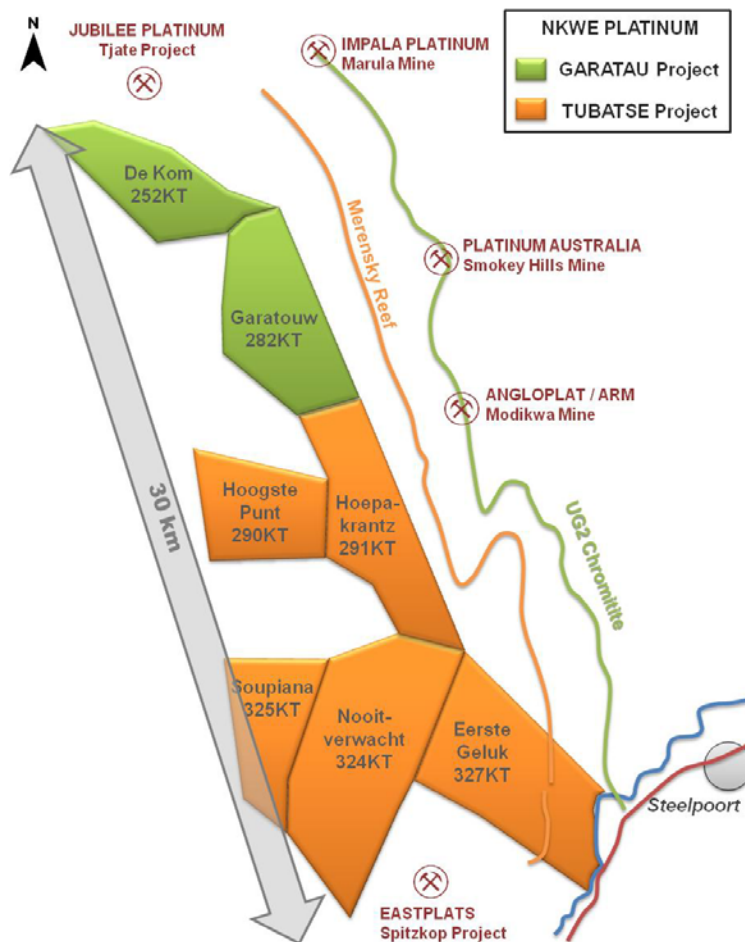 N
JUBILEE PLATINUM
Tjate Project
IMPALA PLATINUM
Marula Mine
NKWE PLATINUM
GARATAU Project
TUBATSE Project
De Kom
252KT
Merensky Reef
PLATINUM AUSTRALIA
Smokey Hills Mine
Garatouw
282KT
ANGLOPLAT / ARM
Modikwa Mine
30 km
Hoogste
Punt
290KT
Hoepa-
krantz
291KT
UG2 Chromitite
Soupiana
325KT
Nooit-
verwacht
324KT
Eerste
Geluk
327KT
Steelpoort
EASTPLATS
Spitzkop Project